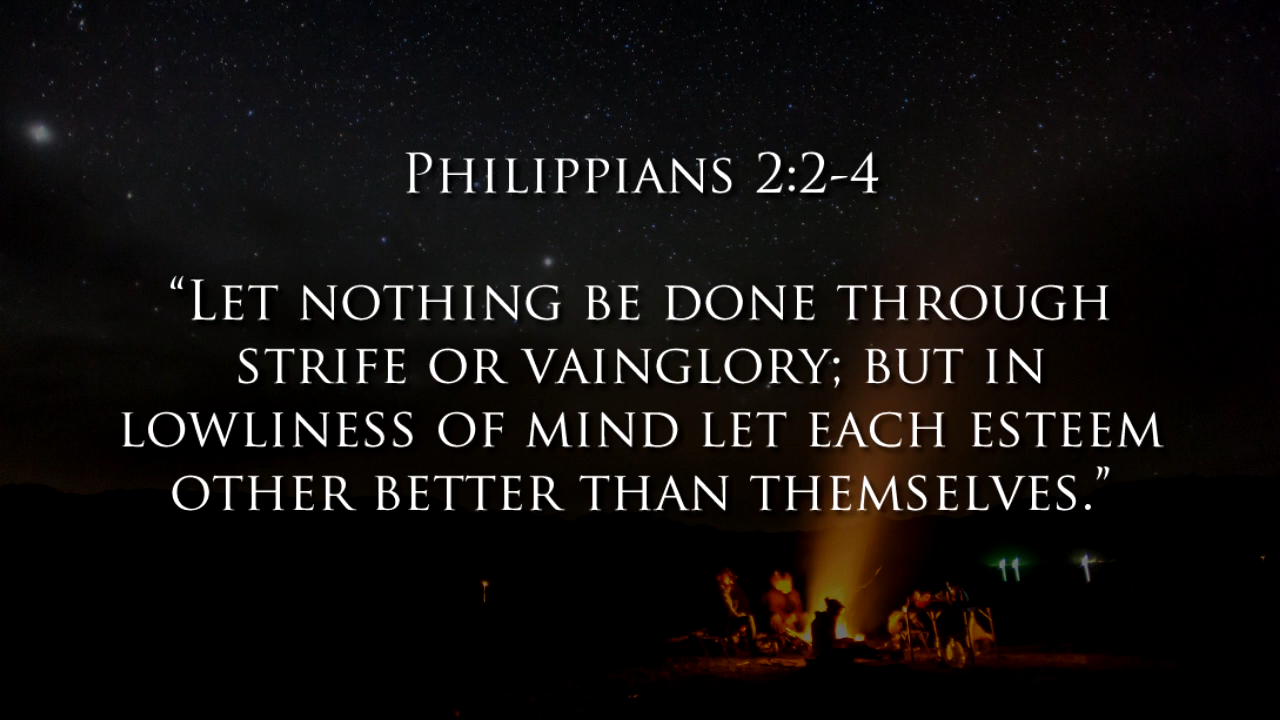 Philippians 2:2-4
“Let nothing be done through
strife or vainglory; but in
lowliness of mind let each esteem
other better than themselves.”